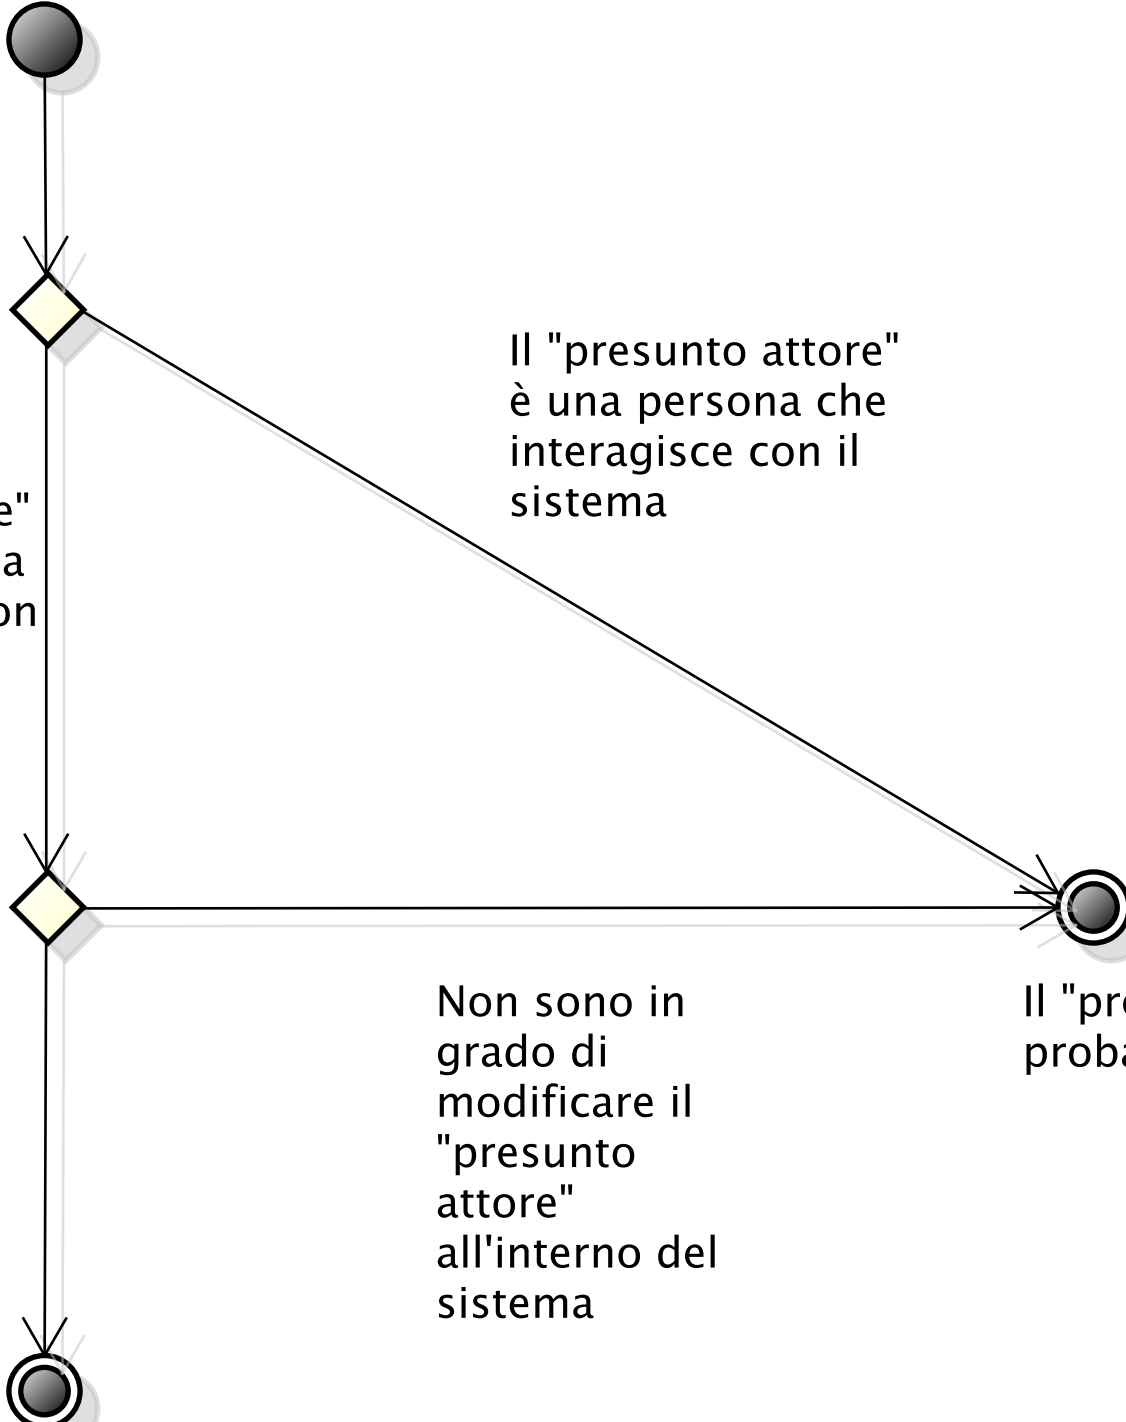 Il "presunto attore"
è una persona che
interagisce con il
sistema
Non sono in
grado di
modificare il
"presunto
attore"
all'interno del
sistema
Il